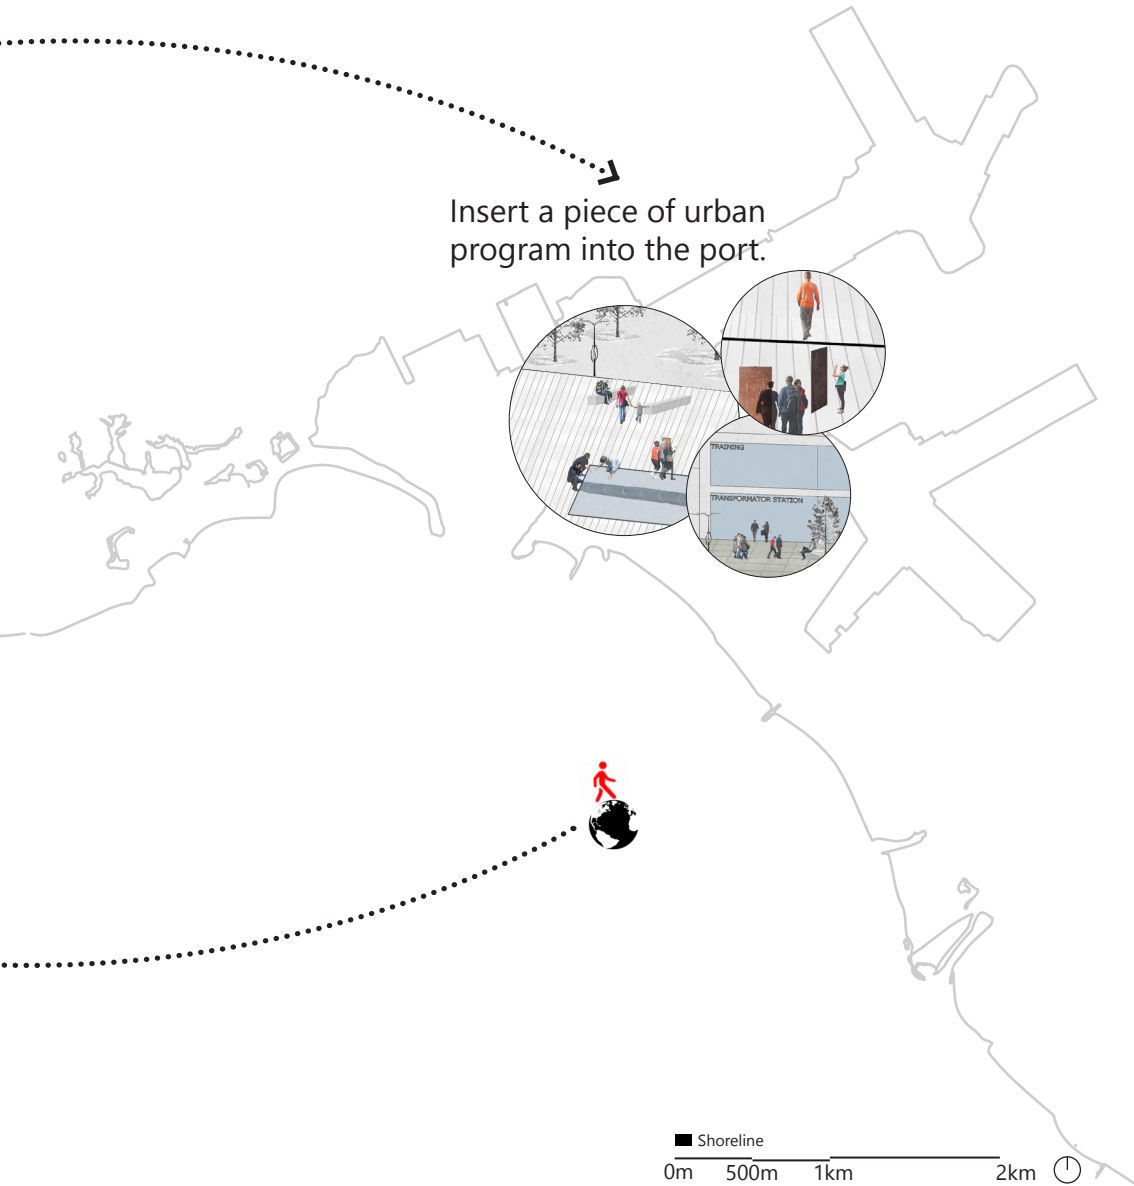 Insert a piece of urban
program into the port.
TRAINING
TRANSFORMATOR STATION
Shoreline
0m 500m 1km 2km